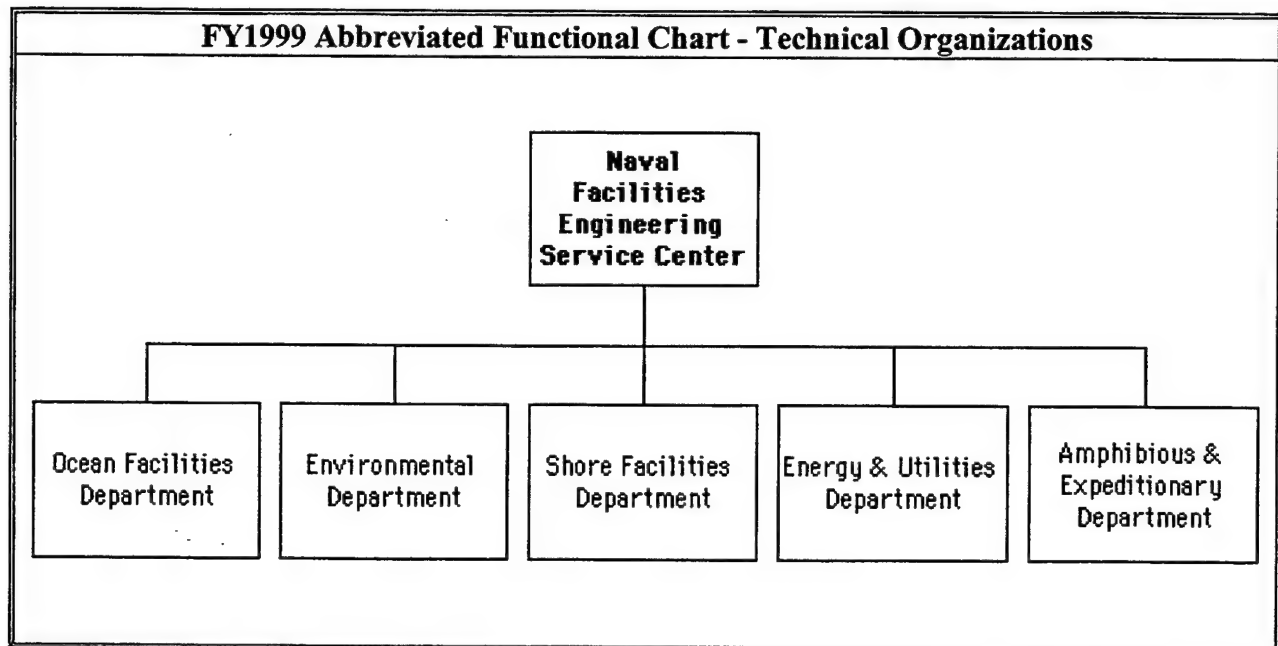 FY1999 Abbreviated Functional Chart - Technical Organizations
Naval
Facilities
Engineering
Service Center
Ocean Facilities
Department
Environmental
Department
Shore Facilities
Department
Energy & Utilities
Department
Amphibious &
Expeditionary
Department